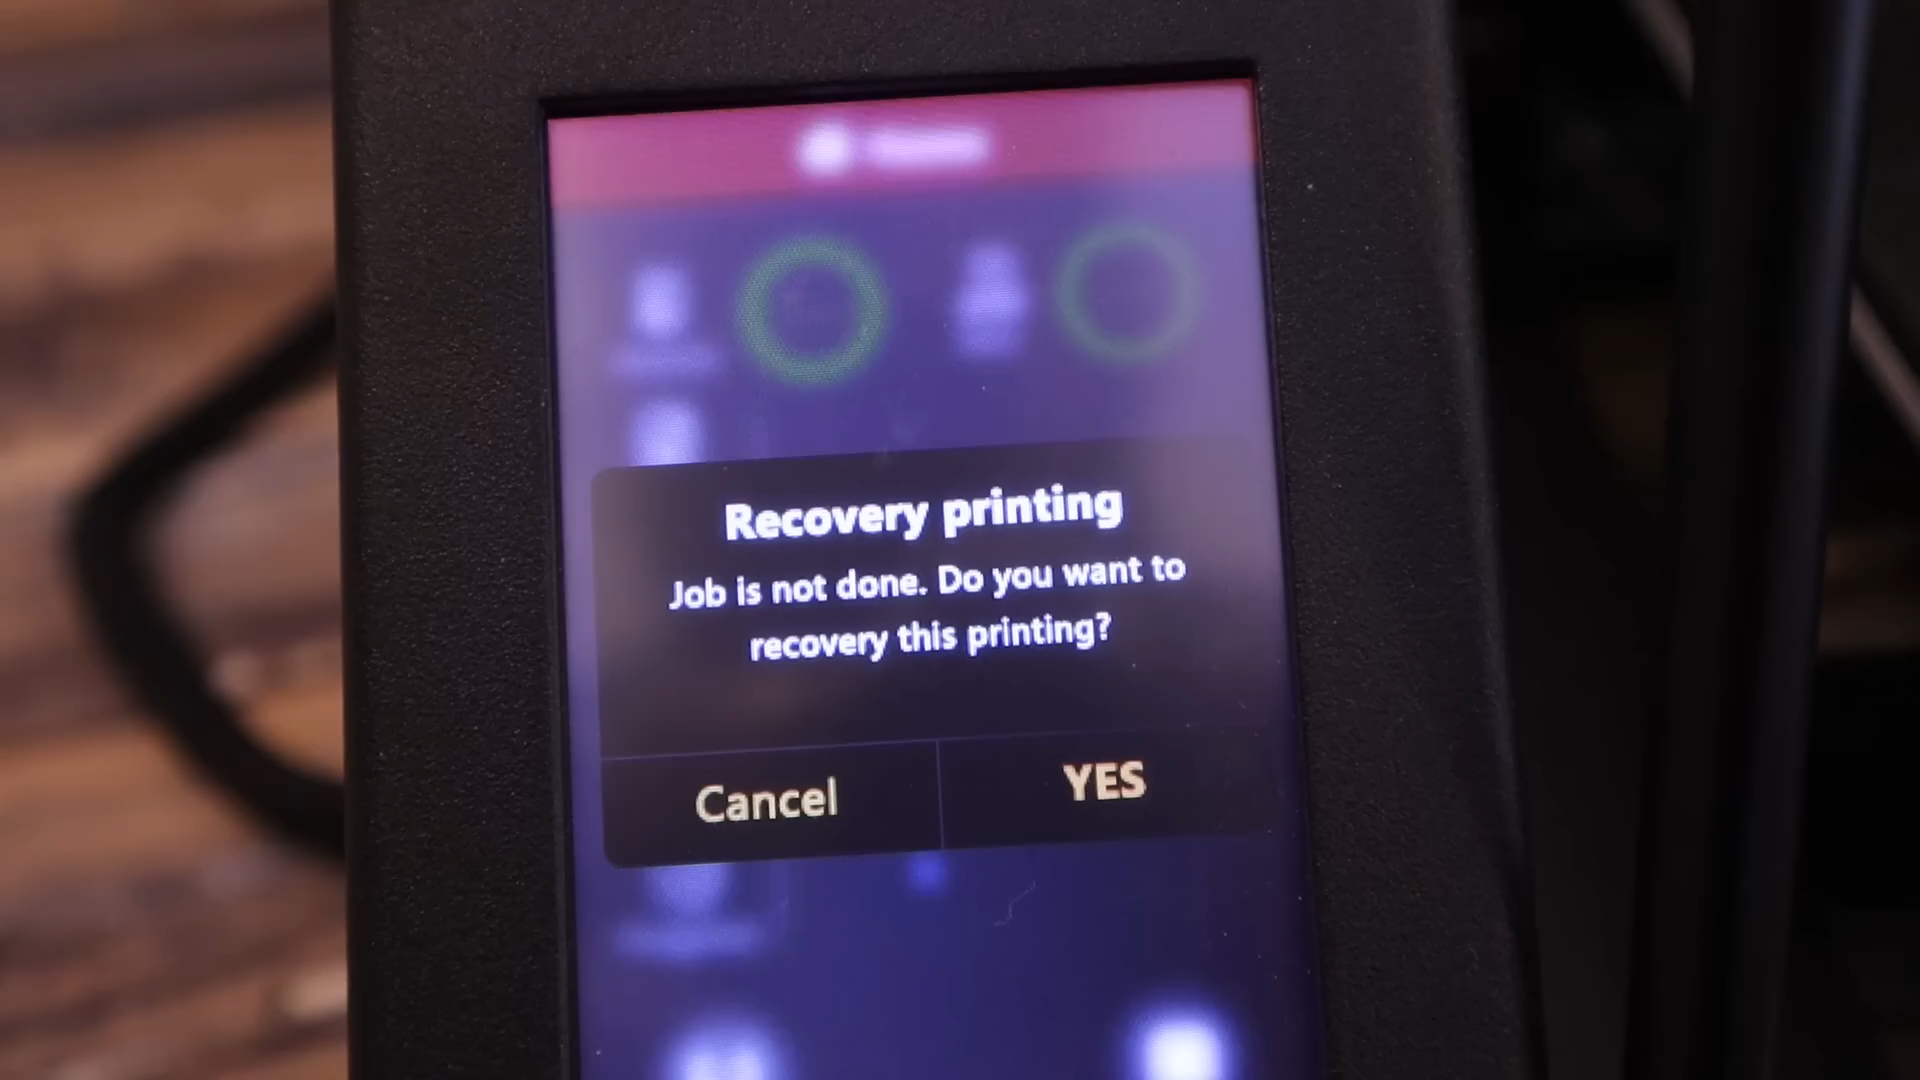 Recovery printing
Job is not done. Do you want to
recovery this printing?
Cancel
YES